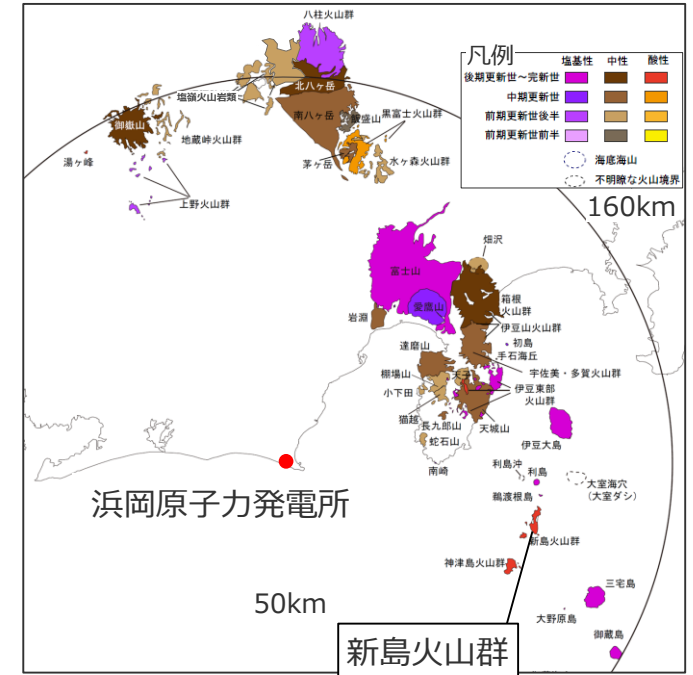 八柱火山群
凡例
塩基性 中性 酸性
後期更新世～完新世
中期更新世
前期更新世後半
前期更新世前半
海底海山
不明瞭な火山境界
160km
北八ヶ岳
塩嶺火山岩類
南八ヶ岳
飯盛山
黒富士火山群
御嶽山
地蔵峠火山群
茅ヶ岳
水ヶ森火山群
湯ヶ峰
上野火山群
畑沢
富士山
愛鷹山
箱根
火山群
岩淵
伊豆山火山群
初島
達磨山
手石海丘
宇佐美・多賀火山群
棚場山
天子
小下田
伊豆東部
火山群
猫越
長九郎山
天城山
蛇石山
伊豆大島
南崎
利島沖
利島
大室海穴
（大室ダシ）
鵜渡根島
浜岡原子力発電所
新島火山群
神津島火山群
三宅島
50km
大野原島
御蔵島
新島火山群